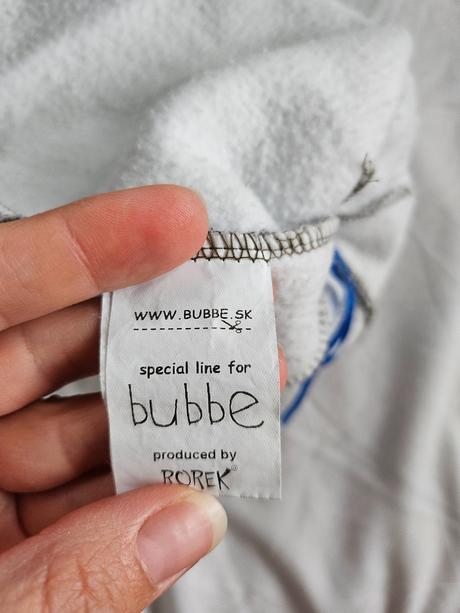 WWW.BUBBE.SK
special line for
bubbe
produced by
ROREK®